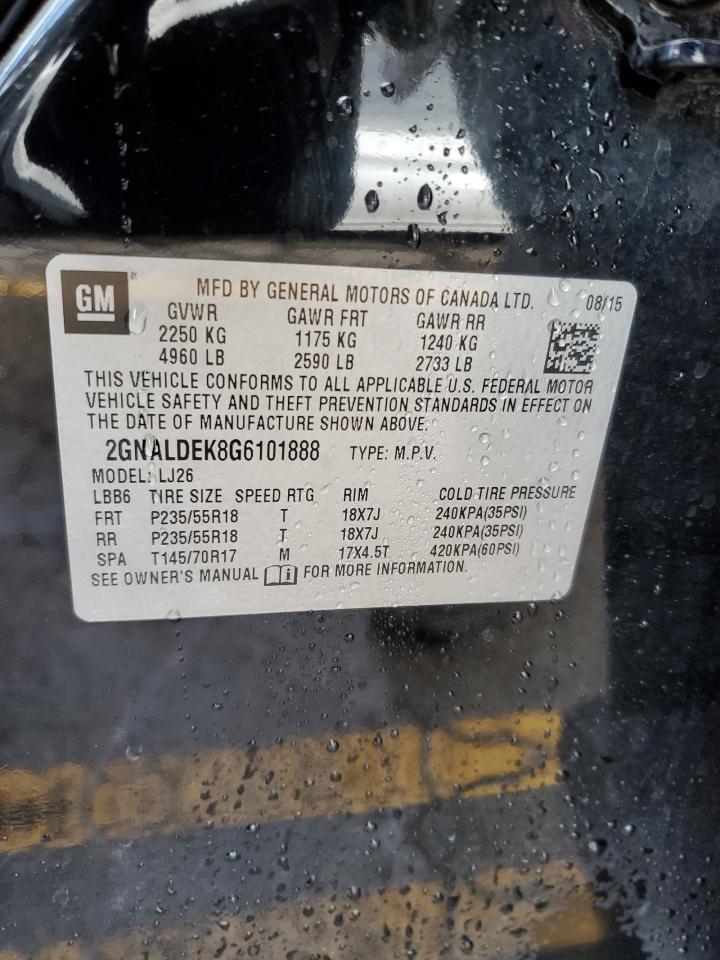 GM ® MFD BY GENERAL MOTORS OF CANADA LTD. 08/15
GVWR GAWR FRT GAWR RR
2250 KG 1175 KG 1240 KG
4960 LB 2590 LB 2733 LB
THIS VEHICLE CONFORMS TO ALL APPLICABLE U.S. FEDERAL MOTOR
VEHICLE SAFETY AND THEFT PREVENTION STANDARDS IN EFFECT ON
THE DATE OF MANUFACTURE SHOWN ABOVE.
2GNALDEK8G6101888 TYPE: M.P.V.
MODEL: LJ26
LBB6 TIRE SIZE SPEED RTG RIM COLD TIRE PRESSURE
FRT P235/55R18 T 18X7J 240KPA(35PSI)
RR P235/55R18 T 18X7J 240KPA(35PSI)
SPA T145/70R17 M 17X4.5T 420KPA(60PSI)
SEE OWNER'S MANUAL i FOR MORE INFORMATION.